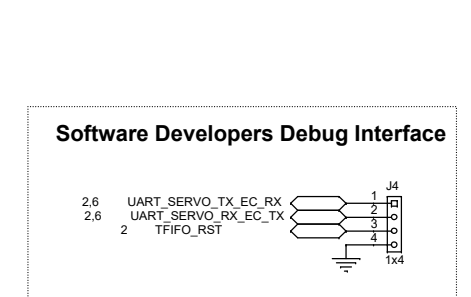 Software Developers Debug Interface
J4
2,6 UART_SERVO_TX_EC_RX 1
2,6 UART_SERVO_RX_EC_TX 2
2 TFIFO_RST 3
4
1x4